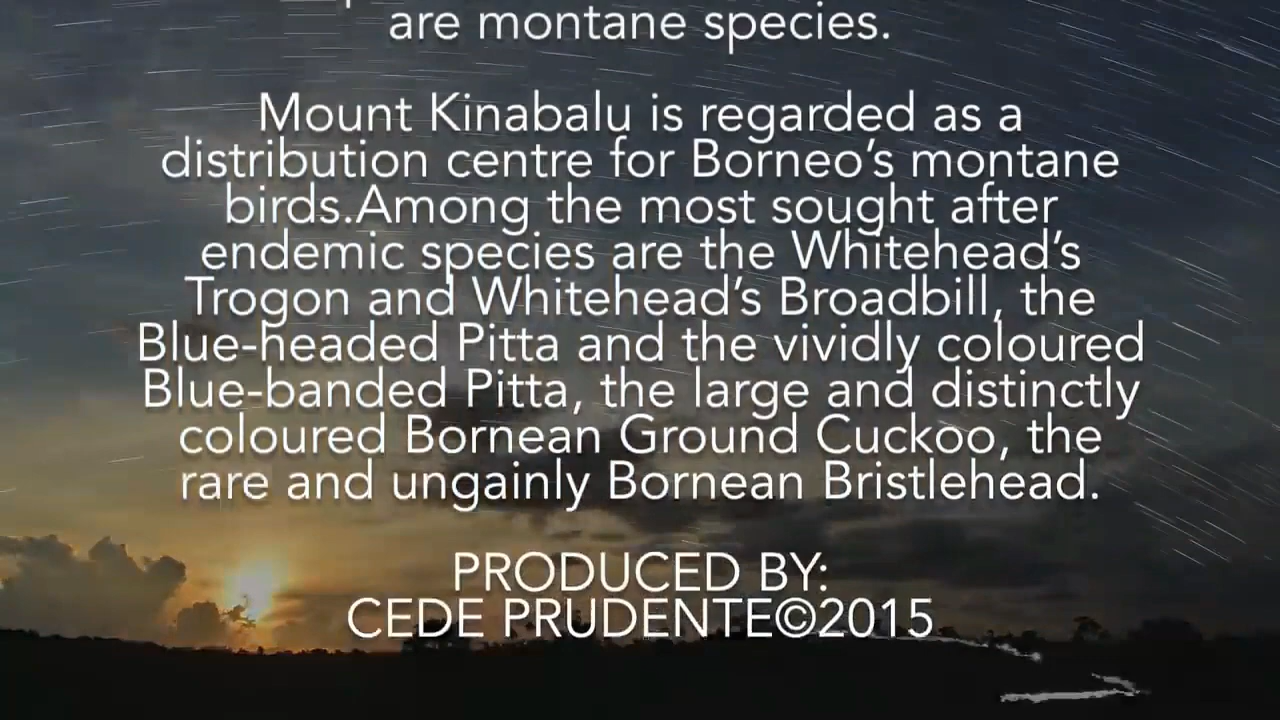 are montane species.
Mount Kinabalu is regarded as a
distribution centre for Borneo’s montane
birds.Among the most sought after
endemic species are the Whitehead’s
Trogon and Whitehead’s Broadbill, the
Blue-headed Pitta and the vividly coloured
Blue-banded Pitta, the large and distinctly
coloured Bornean Ground Cuckoo, the
rare and ungainly Bornean Bristlehead.
PRODUCED BY:
CEDE PRUDENTE©2015